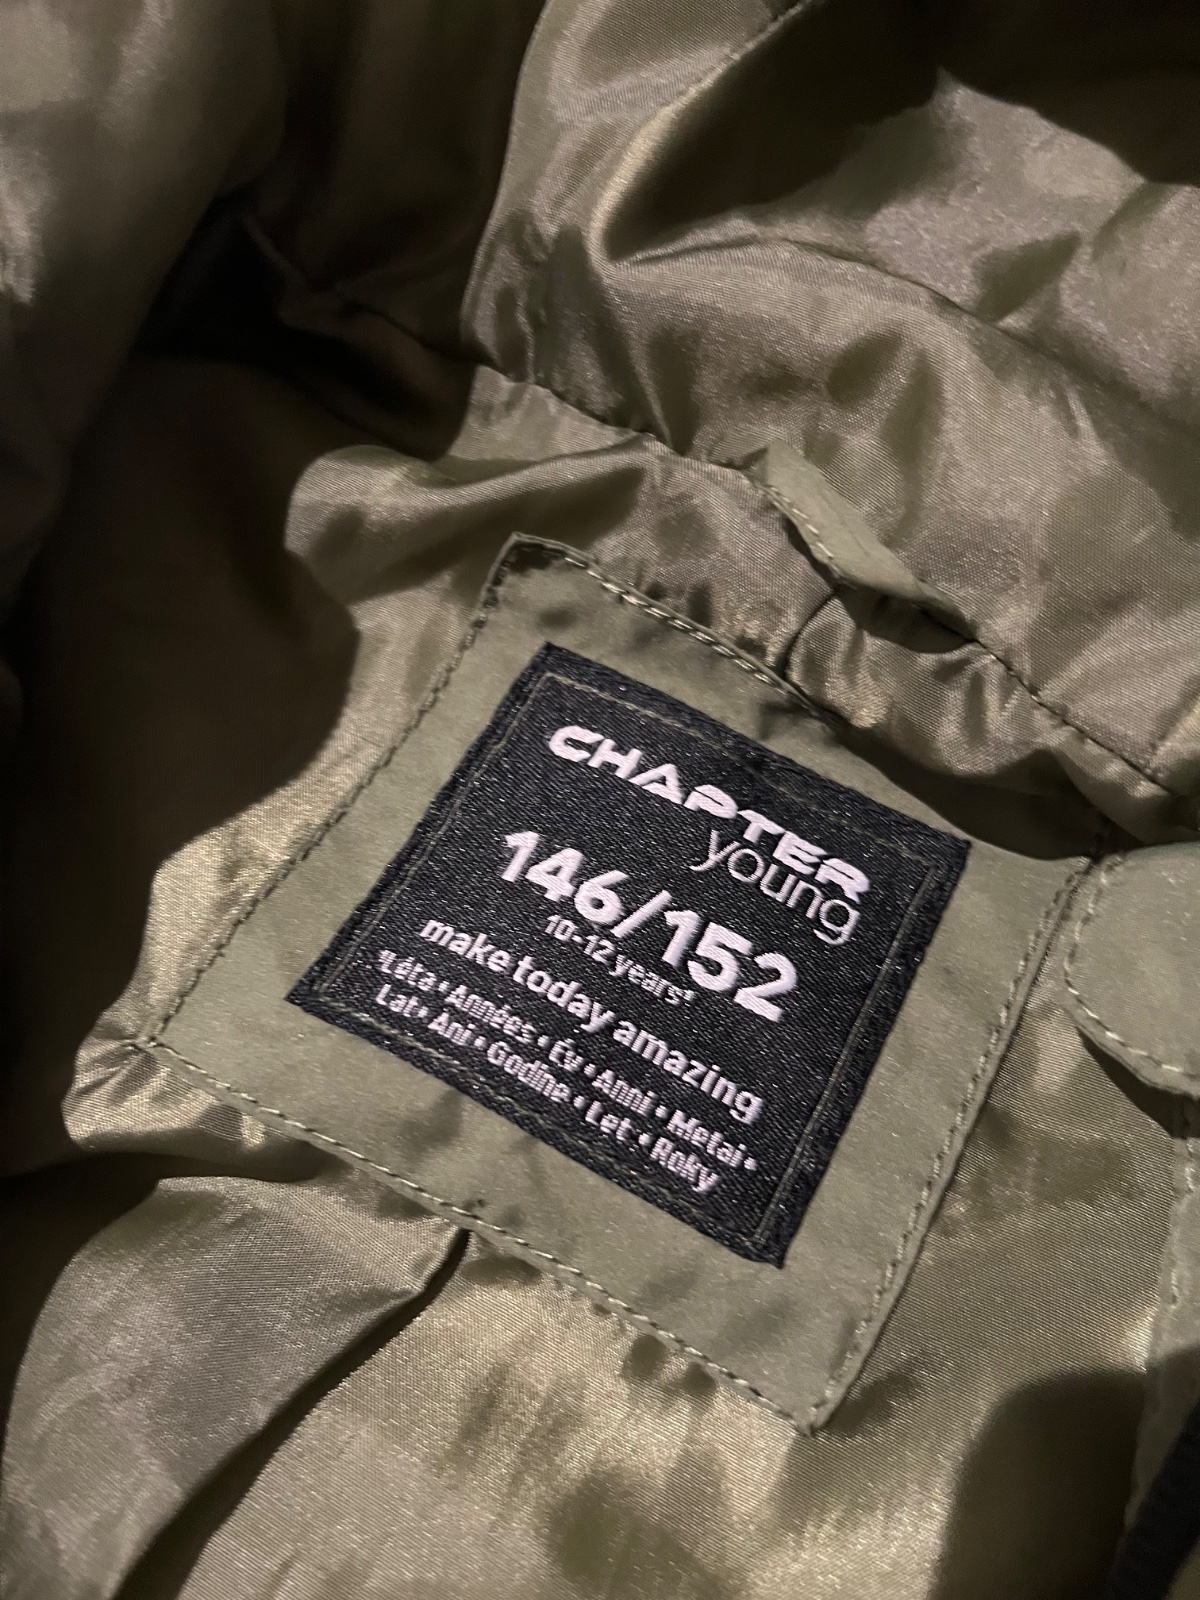 CHAPTER
young
146/152
10-12 years*
make today amazing
*Léta • Années • Év • Anni • Metai •
Lat • Ani • Godine • Let • Roky